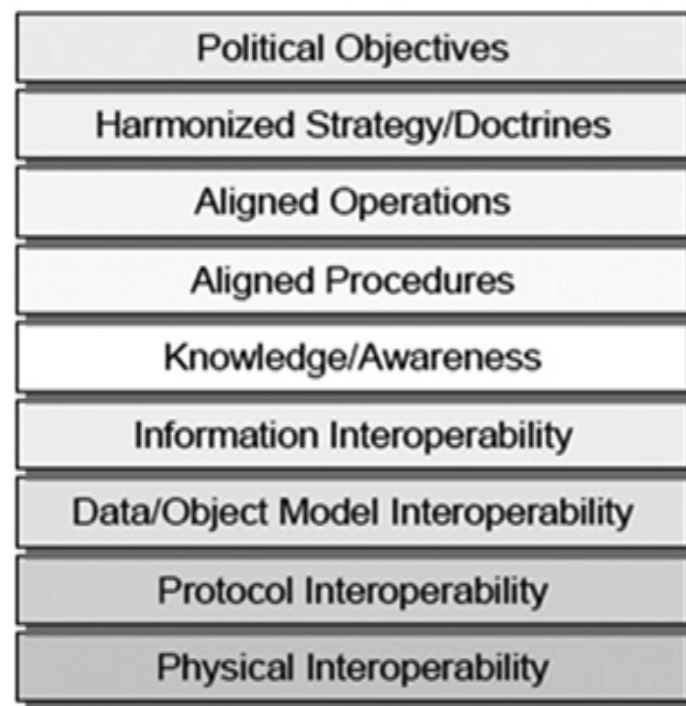 Political Objectives
Harmonized Strategy/Doctrines
Aligned Operations
Aligned Procedures
Knowledge/Awareness
Information Interoperability
Data/Object Model Interoperability
Protocol Interoperability
Physical Interoperability